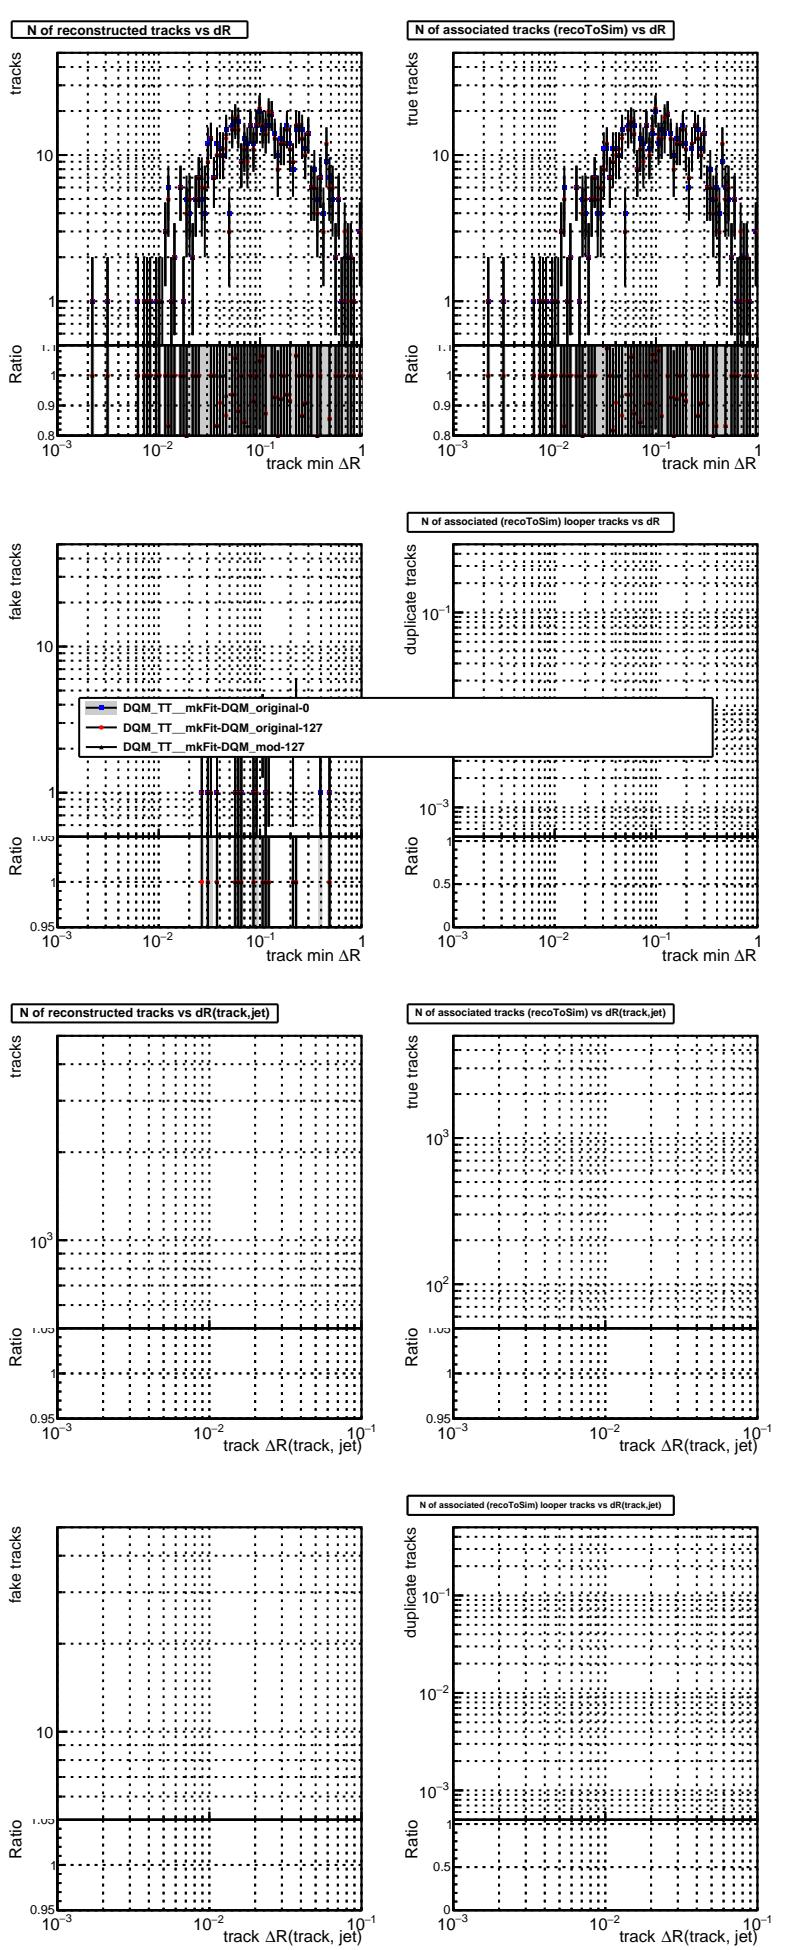 N of reconstructed tracks vs dR
N of associated tracks (recoToSim) vs dR
tracks
10
1
Ratio
1.1
1
0.9
0.8
10−3
10−2
10−1
1
track min ΔR
true tracks
10
1
Ratio
1.1
1
0.9
0.8
10−3
10−2
10−1
1
track min ΔR
N of associated (recoToSim) looper tracks vs dR
fake tracks
10
1
Ratio
1.05
1
0.95
10−3
10−2
10−1
1
track min ΔR
duplicate tracks
10−1
10−3
Ratio
1
0.5
0
10−3
10−2
10−1
1
track min ΔR
DQM_TT__mkFit-DQM_original-0
DQM_TT__mkFit-DQM_original-127
DQM_TT__mkFit-DQM_mod-127
N of reconstructed tracks vs dR(track,jet)
N of associated tracks (recoToSim) vs dR(track,jet)
tracks
103
Ratio
1.05
1
0.95
10−3
10−2
10−1
track ΔR(track, jet)
true tracks
103
102
Ratio
1.05
1
0.95
10−3
10−2
10−1
track ΔR(track, jet)
N of associated (recoToSim) looper tracks vs dR(track,jet)
fake tracks
10
Ratio
1.05
1
0.95
10−3
10−2
10−1
track ΔR(track, jet)
duplicate tracks
10−1
10−2
10−3
Ratio
1
0.5
0
10−3
10−2
10−1
track ΔR(track, jet)